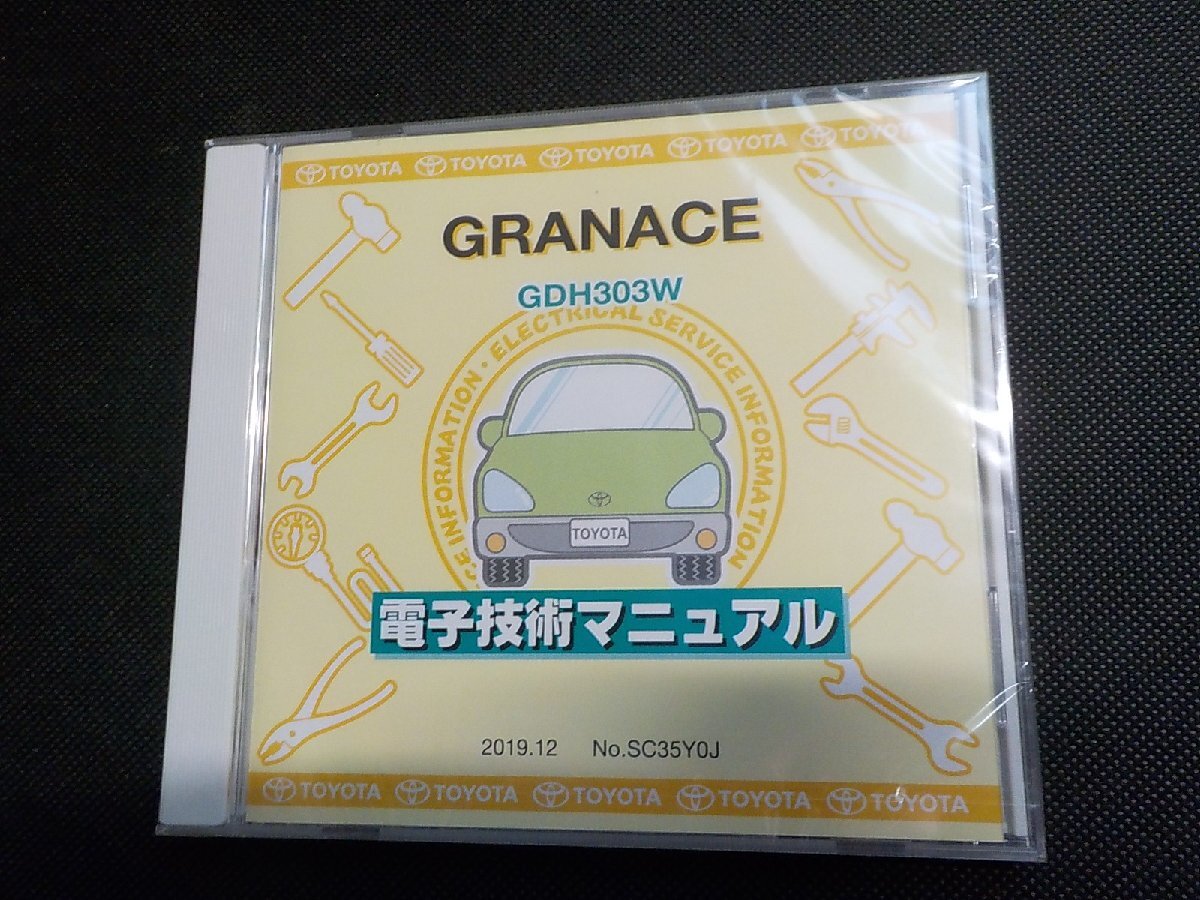 TOYOTA TOYOTA TOYOTA TOYOTA TOYOTA
GRANACE
GDH303W
INFORMATION・ELECTRICAL SERVICE INFORMATION
TOYOTA
電子技術マニュアル
2019.12 No.SC35Y0J
TOYOTA TOYOTA TOYOTA TOYOTA TOYOTA